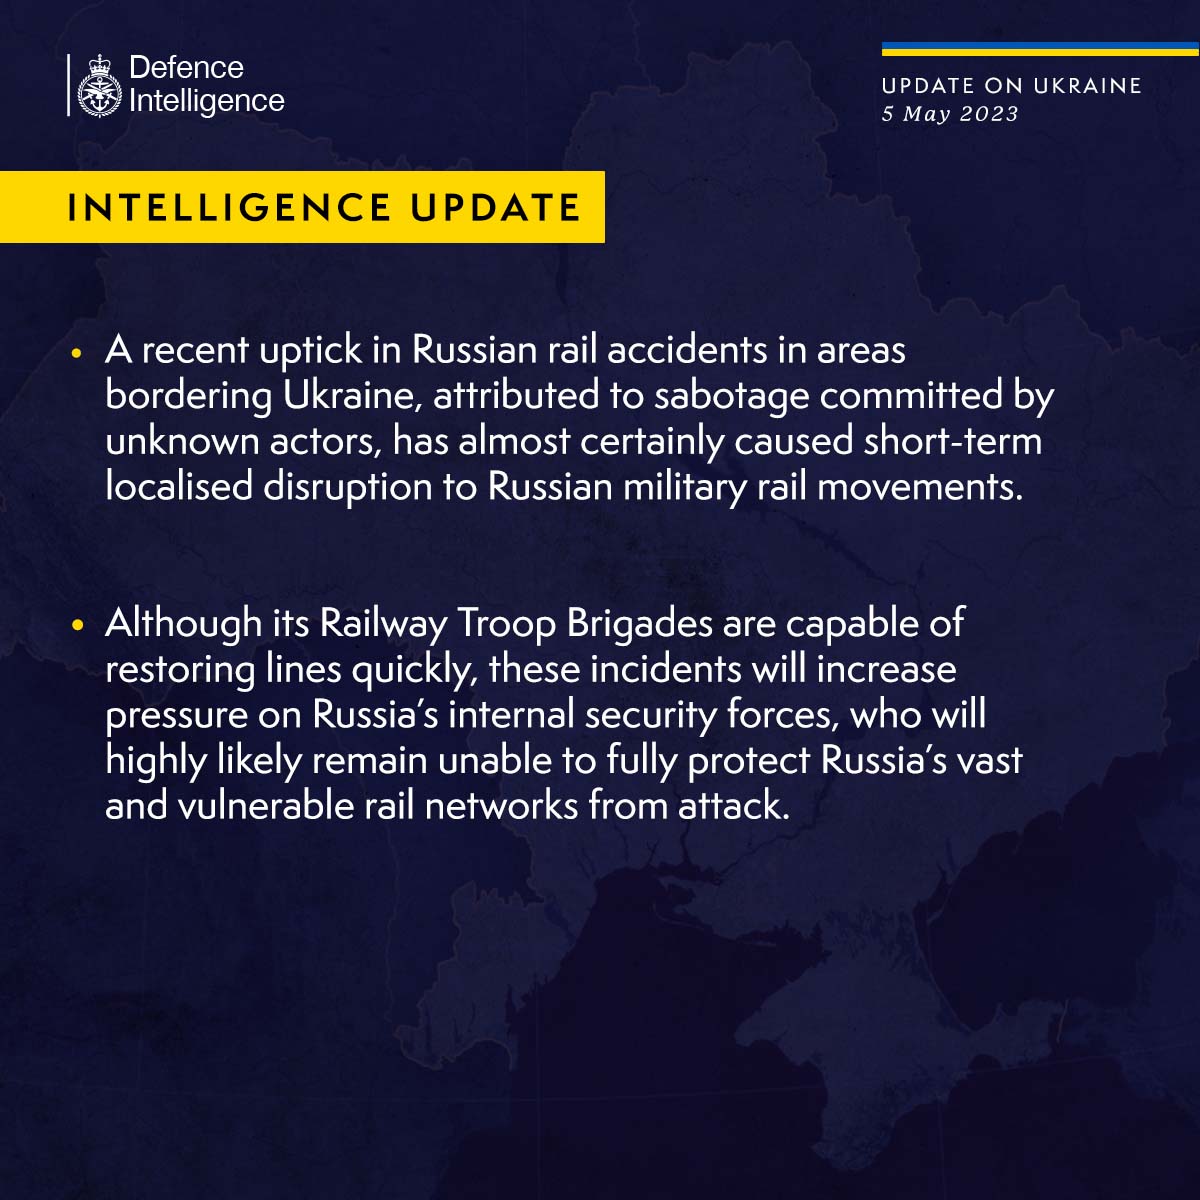 Defence
Intelligence
UPDATE ON UKRAINE
5 May 2023
INTELLIGENCE UPDATE
• A recent uptick in Russian rail accidents in areas
bordering Ukraine, attributed to sabotage committed by
unknown actors, has almost certainly caused short-term
localised disruption to Russian military rail movements.
• Although its Railway Troop Brigades are capable of
restoring lines quickly, these incidents will increase
pressure on Russia’s internal security forces, who will
highly likely remain unable to fully protect Russia’s vast
and vulnerable rail networks from attack.